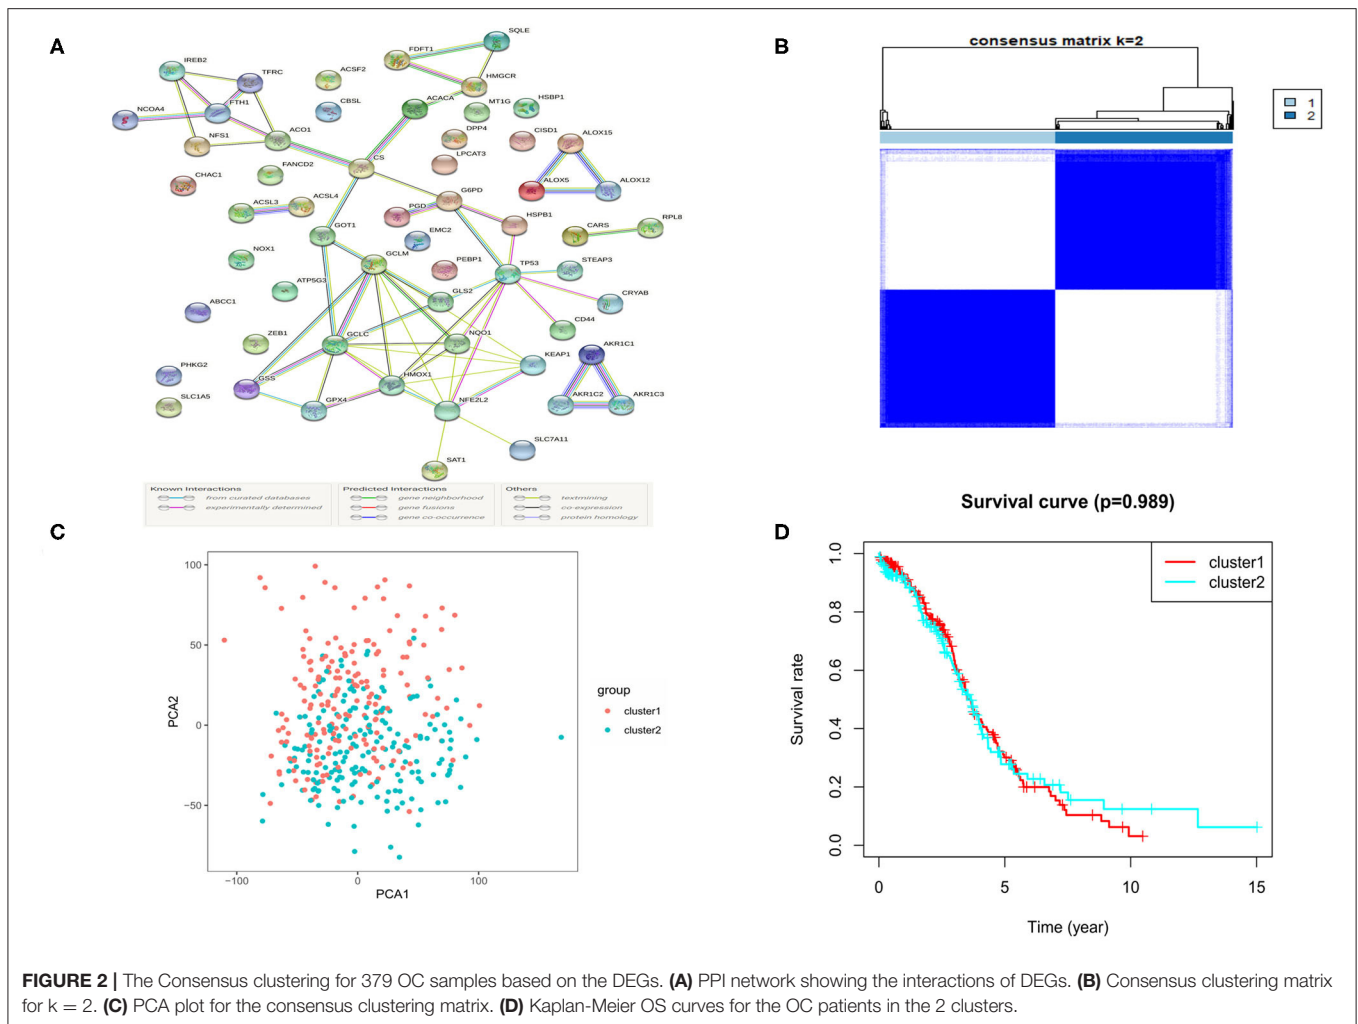 A
SQLE
FDFT1
IREB2
TFRC
ACSF2
HMGCR
NCOA4
FTH1
CBSL
ACACA
MT1G
HSBP1
NFS1
ACO1
DPP4
CISD1
ALOX15
LPCAT3
CS
FANCD2
CHAC1
ALOX5
ALOX12
ACSL3
ACSL4
G6PD
PGD
HSPB1
CARS
RPL8
GOT1
EMC2
NOX1
GCLM
PEBP1
TP53
STEAP3
ATP5G3
GLS2
CRYAB
ABCC1
CD44
ZEB1
GCLC
NQO1
KEAP1
AKR1C1
PHKG2
GSS
HMOX1
AKR1C2
AKR1C3
SLC1A5
GPX4
NFE2L2
SLC7A11
SAT1
Known Interactions
from curated databases
experimentally determined
Predicted Interactions
gene neighborhood
gene fusions
gene co-occurrence
Others
textmining
co-expression
protein homology
B
consensus matrix k=2
1
2
C
100
50
0
−50
−100
0
100
PCA2
PCA1
group
cluster1
cluster2
D
Survival curve (p=0.989)
cluster1
cluster2
1.0
0.8
0.6
0.4
0.2
0.0
Survival rate
0
5
10
15
Time (year)
FIGURE 2 | The Consensus clustering for 379 OC samples based on the DEGs. (A) PPI network showing the interactions of DEGs. (B) Consensus clustering matrix
for k = 2. (C) PCA plot for the consensus clustering matrix. (D) Kaplan-Meier OS curves for the OC patients in the 2 clusters.